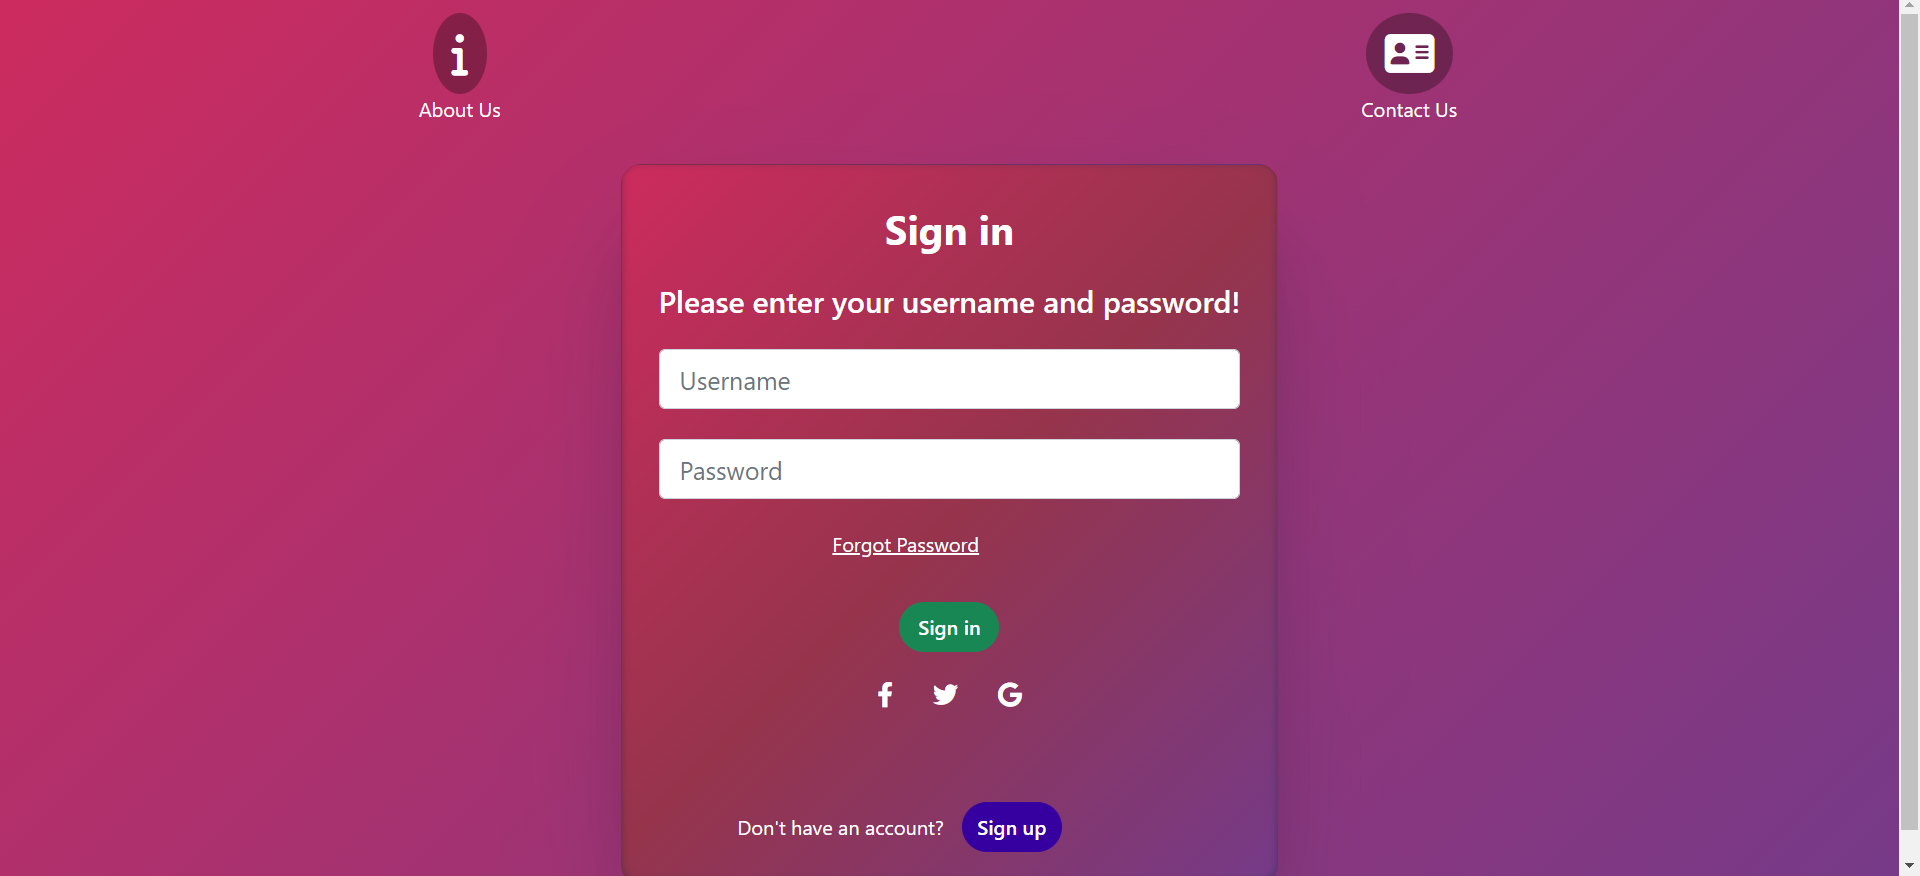 About Us
Contact Us
Sign in
Please enter your username and password!
Username
Password
Forgot Password
Sign in
Don't have an account? Sign up